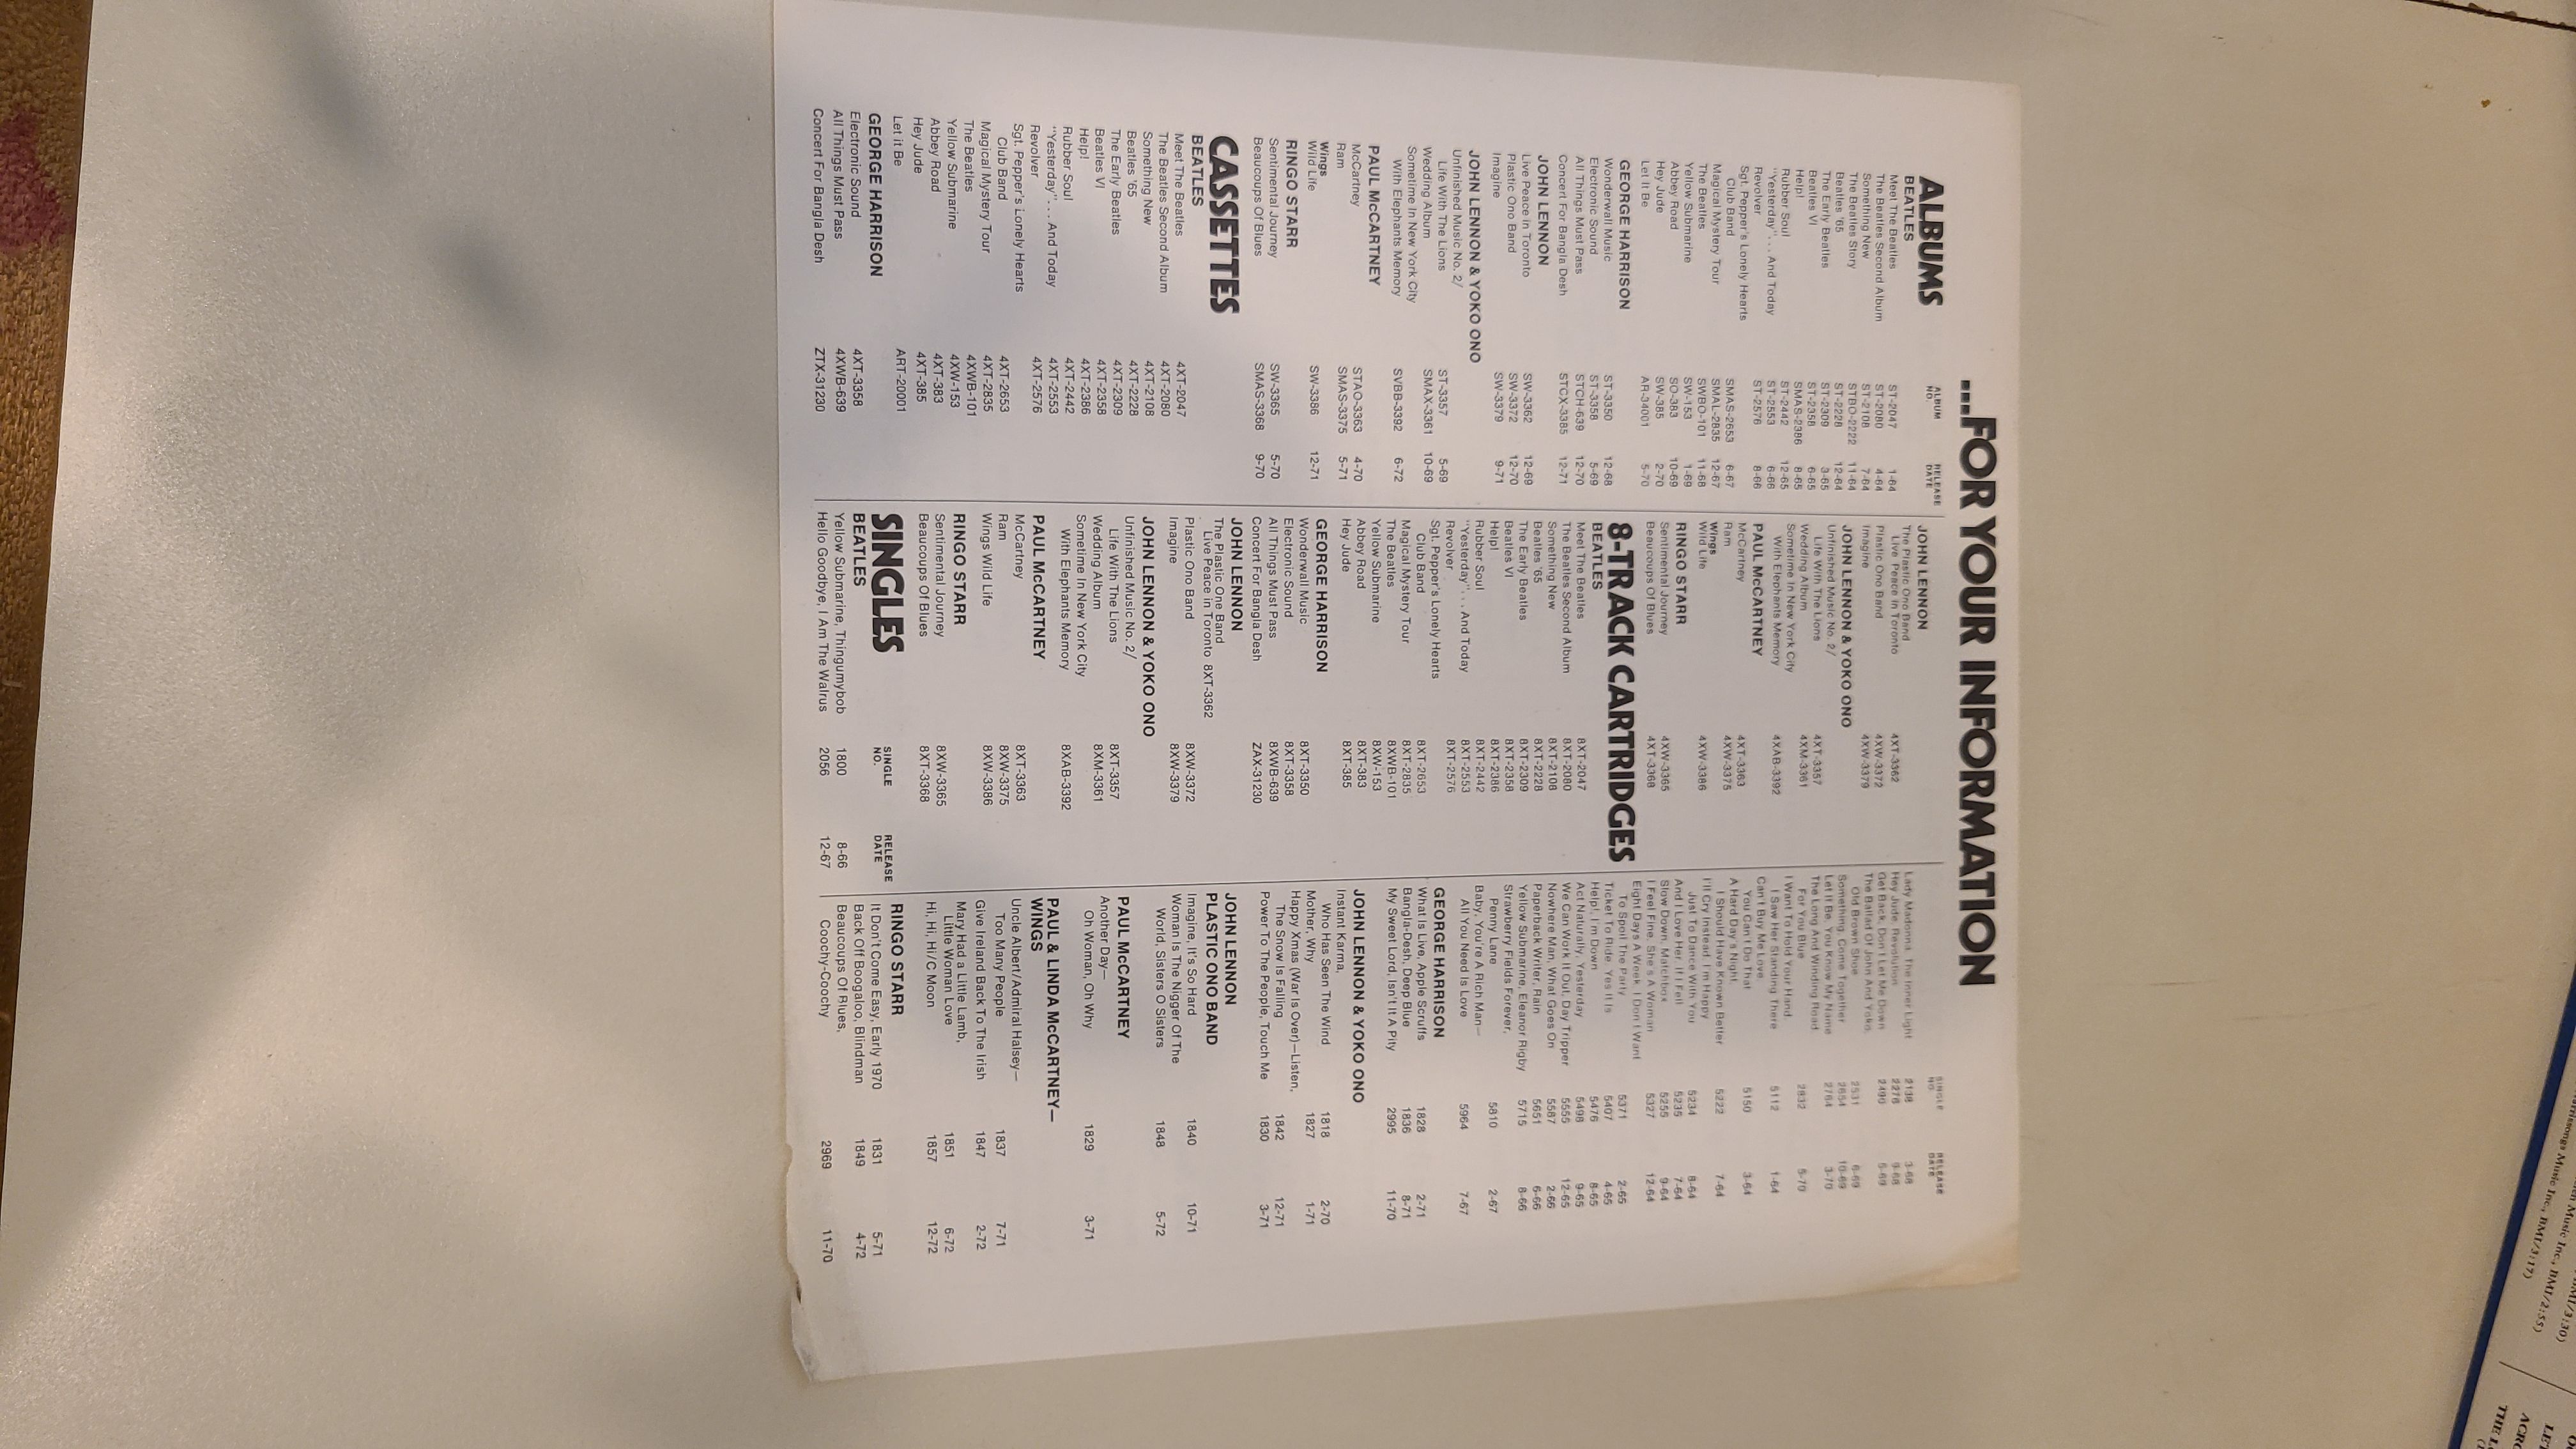 ...FOR YOUR INFORMATION
ALBUMS
ALBUM NO.
RELEASE DATE
BEATLES
Meet The Beatles ST-2047 1-64
The Beatles Second Album ST-2080 4-64
Something New ST-2108 7-64
The Beatles Story STBO-2222 11-64
Beatles '65 ST-2228 12-64
The Early Beatles ST-2309 3-65
Beatles VI ST-2358 6-65
Help! SMAS-2386 8-65
Rubber Soul ST-2442 12-65
"Yesterday"... And Today ST-2553 6-66
Revolver ST-2576 8-66
Sgt. Pepper's Lonely Hearts
Club Band SMAS-2653 6-67
Magical Mystery Tour SMAL-2835 12-67
The Beatles SWBO-101 11-68
Yellow Submarine SW-153 1-69
Abbey Road SO-383 10-69
Hey Jude SW-385 2-70
Let It Be AR-34001 5-70
GEORGE HARRISON
Wonderwall Music ST-3350 12-68
Electronic Sound ST-3358 5-69
All Things Must Pass STCH-639 12-70
Concert For Bangla Desh STCX-3385 12-71
JOHN LENNON
Live Peace in Toronto SW-3362 12-69
Plastic Ono Band SW-3372 12-70
Imagine SW-3379 9-71
JOHN LENNON & YOKO ONO
Unfinished Music No. 2/
Life With The Lions ST-3357 5-69
Wedding Album SMAX-3361 10-69
Sometime In New York City
With Elephants Memory SVBB-3392 6-72
PAUL McCARTNEY
McCartney STAO-3363 4-70
Ram SMAS-3375 5-71
Wings
Wild Life SW-3386 12-71
RINGO STARR
Sentimental Journey SW-3365 5-70
Beaucoups Of Blues SMAS-3368 9-70
CASSETTES
BEATLES
Meet The Beatles 4XT-2047
The Beatles Second Album 4XT-2080
Something New 4XT-2108
Beatles '65 4XT-2228
The Early Beatles 4XT-2309
Beatles VI 4XT-2358
Help! 4XT-2386
Rubber Soul 4XT-2442
"Yesterday"... And Today 4XT-2553
Revolver 4XT-2576
Sgt. Pepper's Lonely Hearts
Club Band 4XT-2653
Magical Mystery Tour 4XT-2835
The Beatles 4XWB-101
Yellow Submarine 4XW-153
Abbey Road 4XT-383
Hey Jude 4XT-385
Let it Be ART-20001
GEORGE HARRISON
Electronic Sound 4XT-3358
All Things Must Pass 4XWB-639
Concert For Bangla Desh ZTX-31230
JOHN LENNON
The Plastic Ono Band
Live Peace in Toronto 4XT-3362
Plastic Ono Band 4XW-3372
Imagine 4XW-3379
JOHN LENNON & YOKO ONO
Unfinished Music No. 2/
Life With The Lions 4XT-3357
Wedding Album 4XM-3361
Sometime In New York City
With Elephants Memory 4XAB-3392
PAUL McCARTNEY
McCartney 4XT-3363
Ram 4XW-3375
Wings
Wild Life 4XW-3386
RINGO STARR
Sentimental Journey 4XW-3365
Beaucoups Of Blues 4XT-3368
8-TRACK CARTRIDGES
BEATLES
Meet The Beatles 8XT-2047
The Beatles Second Album 8XT-2080
Something New 8XT-2108
Beatles '65 8XT-2228
The Early Beatles 8XT-2309
Beatles VI 8XT-2358
Help! 8XT-2386
Rubber Soul 8XT-2442
"Yesterday"... And Today 8XT-2553
Revolver 8XT-2576
Sgt. Pepper's Lonely Hearts
Club Band 8XT-2653
Magical Mystery Tour 8XT-2835
The Beatles 8XWB-101
Yellow Submarine 8XW-153
Abbey Road 8XT-383
Hey Jude 8XT-385
GEORGE HARRISON
Wonderwall Music 8XT-3350
Electronic Sound 8XT-3358
All Things Must Pass 8XWB-639
Concert For Bangla Desh ZAX-31230
JOHN LENNON
The Plastic One Band
Live Peace in Toronto 8XT-3362
Plastic Ono Band 8XW-3372
Imagine 8XW-3379
JOHN LENNON & YOKO ONO
Unfinished Music No. 2/
Life With The Lions 8XT-3357
Wedding Album 8XM-3361
Sometime In New York City
With Elephants Memory 8XAB-3392
PAUL McCARTNEY
McCartney 8XT-3363
Ram 8XW-3375
Wings Wild Life 8XW-3386
RINGO STARR
Sentimental Journey 8XW-3365
Beaucoups Of Blues 8XT-3368
SINGLES
SINGLE NO.
RELEASE DATE
BEATLES
Yellow Submarine, Thingumybob 1800 8-66
Hello Goodbye, I Am The Walrus 2056 12-67
SINGLE NO.
RELEASE DATE
Lady Madonna, The Inner Light 2138 3-68
Hey Jude, Revolution 2276 9-68
Get Back, Don't Let Me Down 2490 5-69
The Ballad Of John And Yoko,
Old Brown Shoe 2531 6-69
Something, Come Together 2654 10-69
Let It Be, You Know My Name 2764 3-70
The Long And Winding Road,
For You Blue 2832 5-70
I Want To Hold Your Hand,
I Saw Her Standing There 5112 1-64
Can't Buy Me Love
You Can't Do That 5150 3-64
A Hard Day's Night,
I Should Have Known Better 5222 7-64
I'll Cry Instead, I'm Happy
Just To Dance With You 5234 8-64
And I Love Her, If I Fell 5235 7-64
Slow Down, Matchbox 5255 9-64
I Feel Fine, She's A Woman 5327 12-64
Eight Days A Week, I Don't Want
To Spoil The Party 5371 2-65
Ticket To Ride, Yes It Is 5407 4-65
Help!, I'm Down 5476 8-65
Act Naturally, Yesterday 5498 9-65
We Can Work It Out, Day Tripper 5555 12-65
Nowhere Man, What Goes On 5587 2-66
Paperback Writer, Rain 5651 6-66
Yellow Submarine, Eleanor Rigby 5715 8-66
Strawberry Fields Forever,
Penny Lane 5810 2-67
Baby, You're A Rich Man—
All You Need Is Love 5964 7-67
GEORGE HARRISON
What Is Live, Apple Scruffs 1828 2-71
Bangla-Desh, Deep Blue 1836 8-71
My Sweet Lord, Isn't It A Pity 2995 11-70
JOHN LENNON & YOKO ONO
Instant Karma,
Who Has Seen The Wind 1818 2-70
Mother, Why 1827 1-71
Happy Xmas (War Is Over)—Listen,
The Snow Is Falling 1842 12-71
Power To The People, Touch Me 1830 3-71
JOHN LENNON
PLASTIC ONO BAND
Imagine, It's So Hard 1840 10-71
Woman Is The Nigger Of The
World, Sisters O Sisters 1848 5-72
PAUL McCARTNEY
Another Day—
Oh Woman, Oh Why 1829 3-71
PAUL & LINDA McCARTNEY—
WINGS
Uncle Albert/Admiral Halsey—
Too Many People 1837 7-71
Give Ireland Back To The Irish 1847 2-72
Mary Had a Little Lamb,
Little Woman Love 1851 6-72
Hi, Hi, Hi/C Moon 1857 12-72
RINGO STARR
It Don't Come Easy, Early 1970 1831 5-71
Back Off Boogaloo, Blindman 1849 4-72
Beaucoups Of Blues,
Coochy-Coochy 2969 11-70
Music Inc., BMI/2:55)
Music Inc., BMI/3:17)